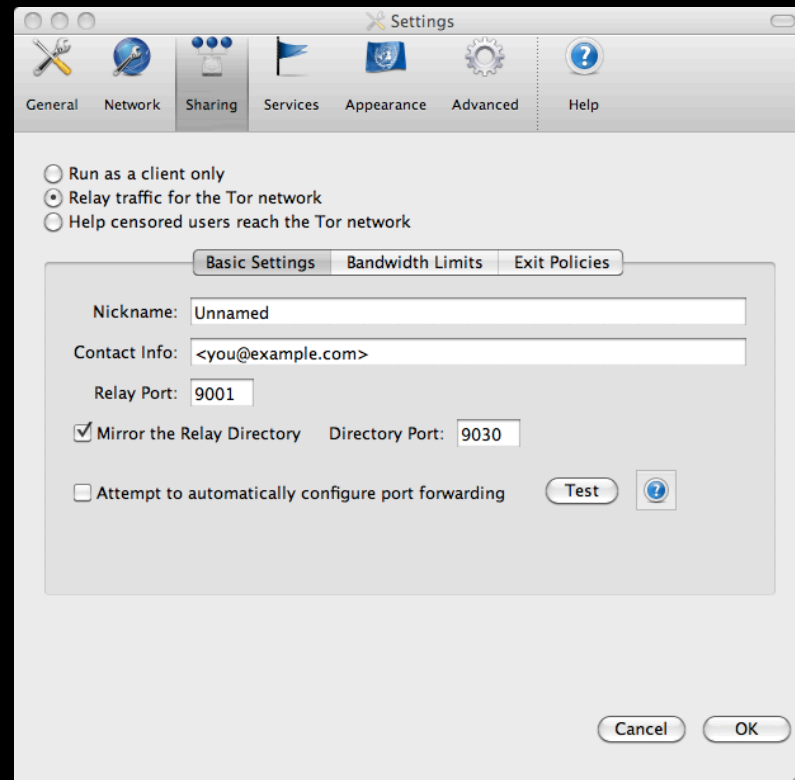 Settings
General Network Sharing Services Appearance Advanced Help
Run as a client only
Relay traffic for the Tor network
Help censored users reach the Tor network
Basic Settings Bandwidth Limits Exit Policies
Nickname: Unnamed
Contact Info: <you@example.com>
Relay Port: 9001
Mirror the Relay Directory Directory Port: 9030
Attempt to automatically configure port forwarding Test ?
Cancel OK